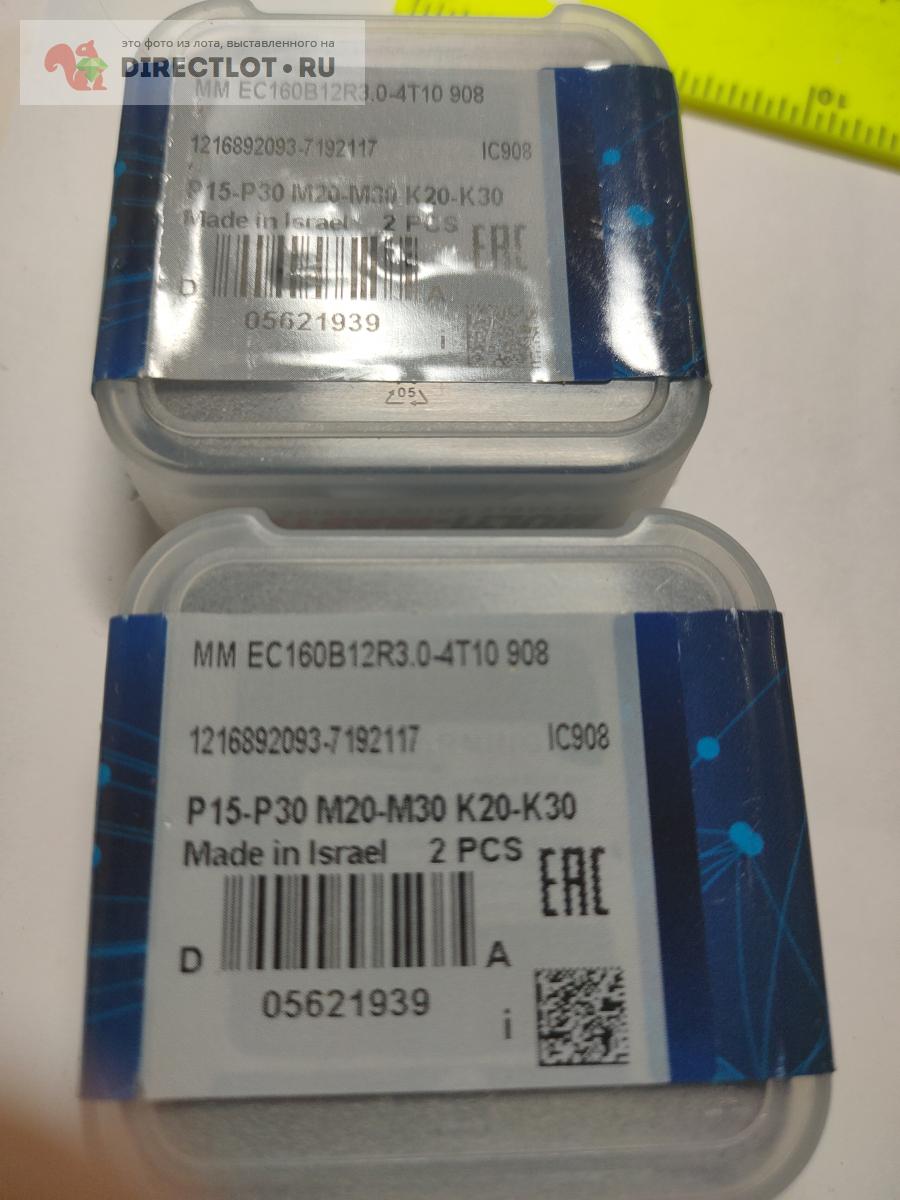 это фото из лота, выставленного на
DIRECTLOT.RU
MM EC160B12R3.0-4T10 908
1216892093-7192117 IC908
P15-P30 M20-M30 K20-K30
Made in Israel 2 PCS EAC
D A
05621939
i
05
10
MM EC160B12R3.0-4T10 908
1216892093-7192117 IC908
P15-P30 M20-M30 K20-K30
Made in Israel 2 PCS EAC
D A
05621939
i